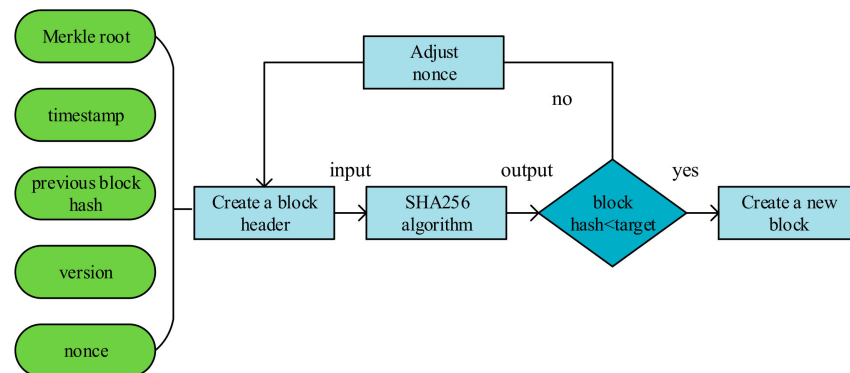 Merkle root
timestamp
previous block
hash
version
nonce
Adjust
nonce
no
input
output
yes
Create a block
header
SHA256
algorithm
block
hash<target
Create a new
block